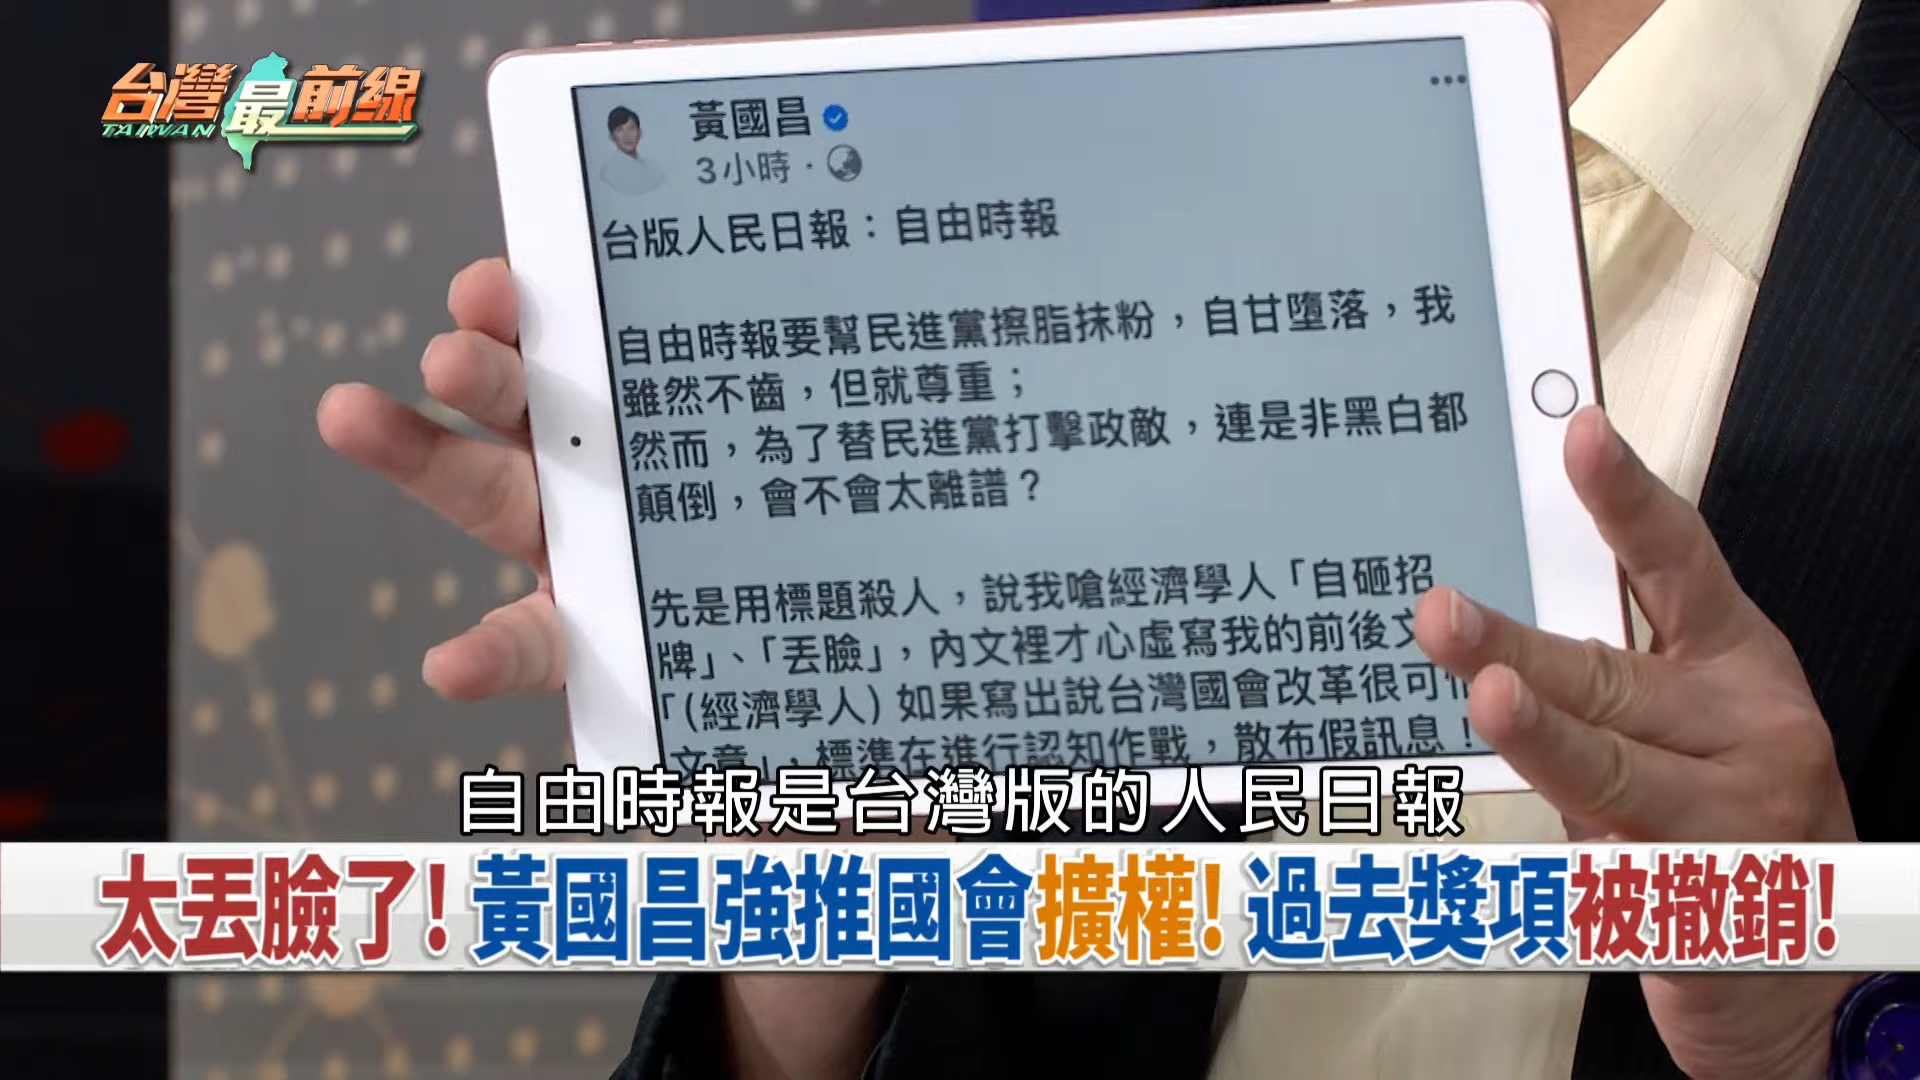 台灣最前線
TAIWAN
黃國昌
3小時
台版人民日報：自由時報
自由時報要幫民進黨擦脂抹粉，自甘墮落，我
雖然不齒，但就尊重；
然而，為了替民進黨打擊政敵，連是非黑白都
顛倒，會不會太離譜？
先是用標題殺人，說我嗆經濟學人「自砸招
牌」、「丟臉」，內文裡才心虛寫我的前後文
「(經濟學人) 如果寫出說台灣國會改革很可
文章」，標準在進行認知作戰，散布假訊息！
自由時報是台灣版的人民日報
太丟臉了! 黃國昌強推國會擴權! 過去獎項被撤銷!